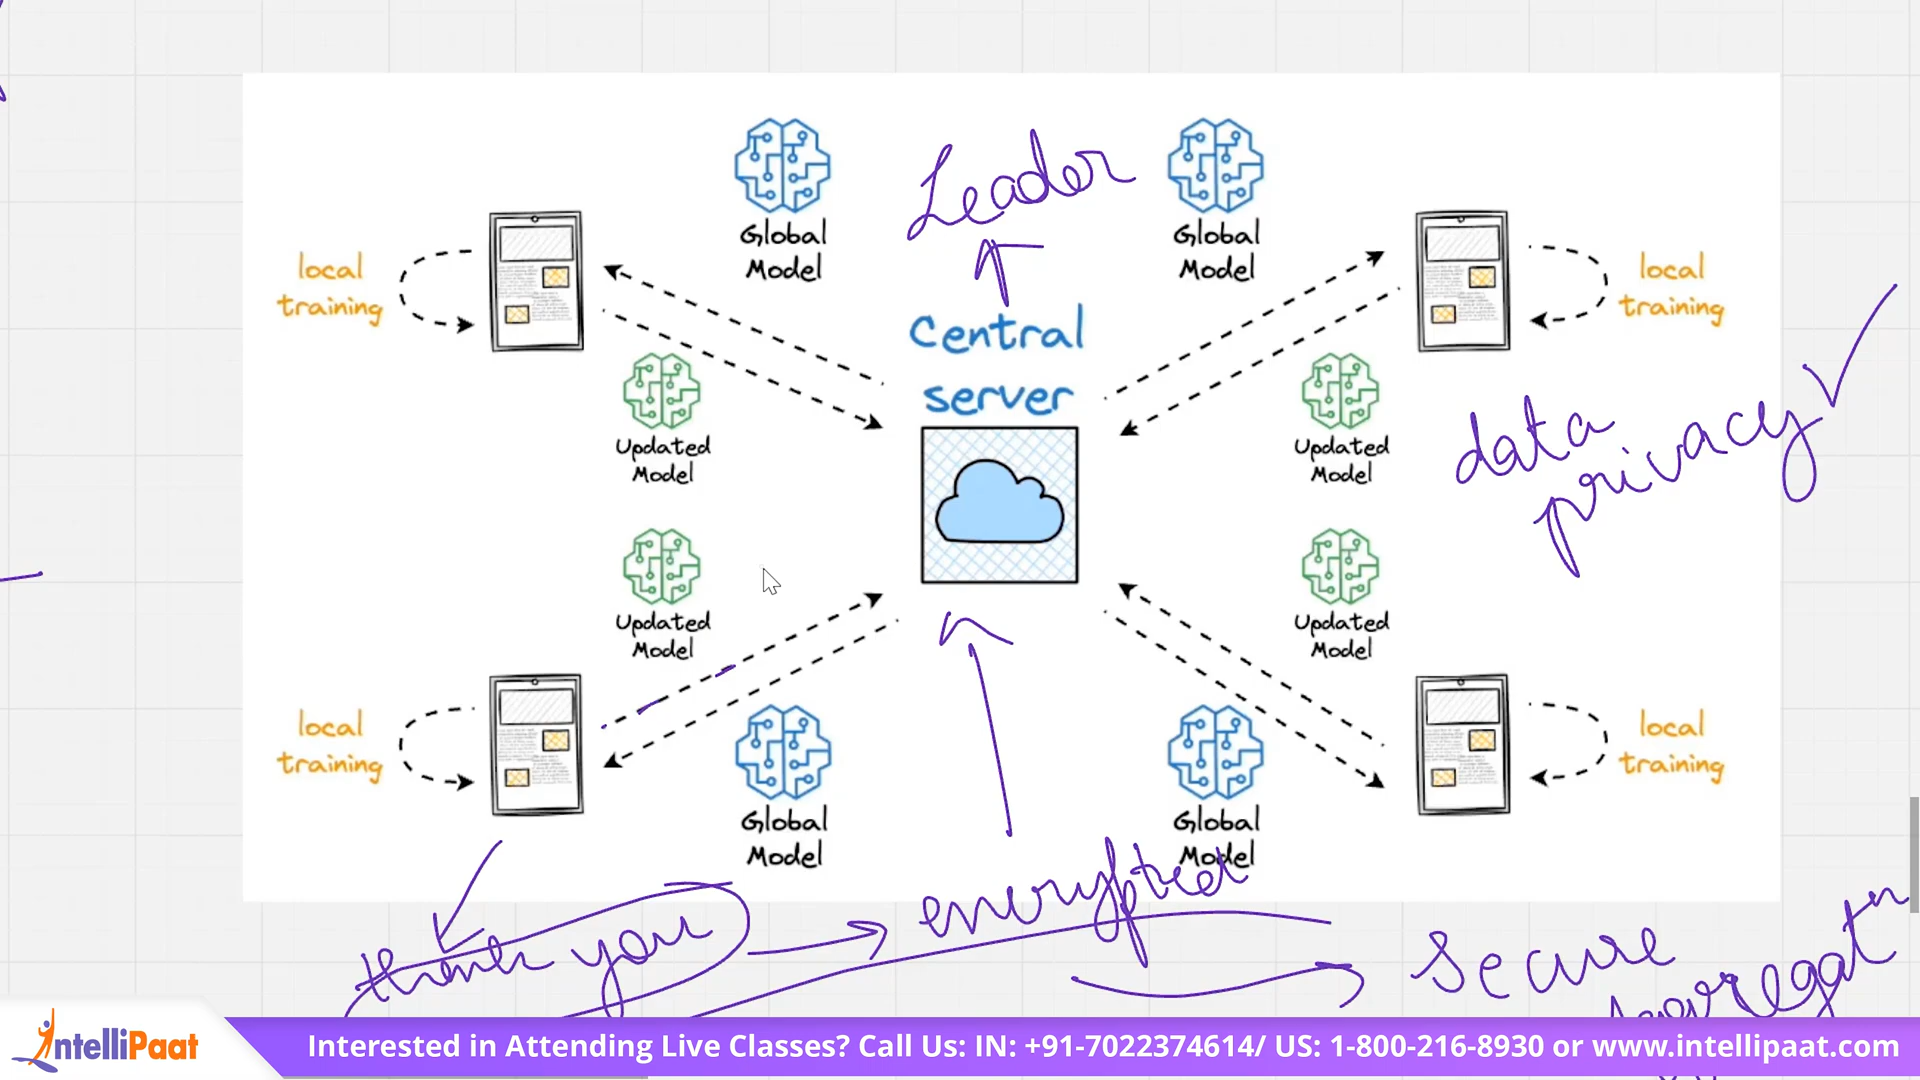 Leader
Global
Model
Global
Model
local
training
local
training
Central
server
Updated
Model
Updated
Model
data
privacy
Updated
Model
Updated
Model
local
training
local
training
Global
Model
Global
Model
encrypted
thank you
Secure
IntelliPaat
Interested in Attending Live Classes? Call Us: IN: +91-7022374614/ US: 1-800-216-8930 or www.intellipaat.com